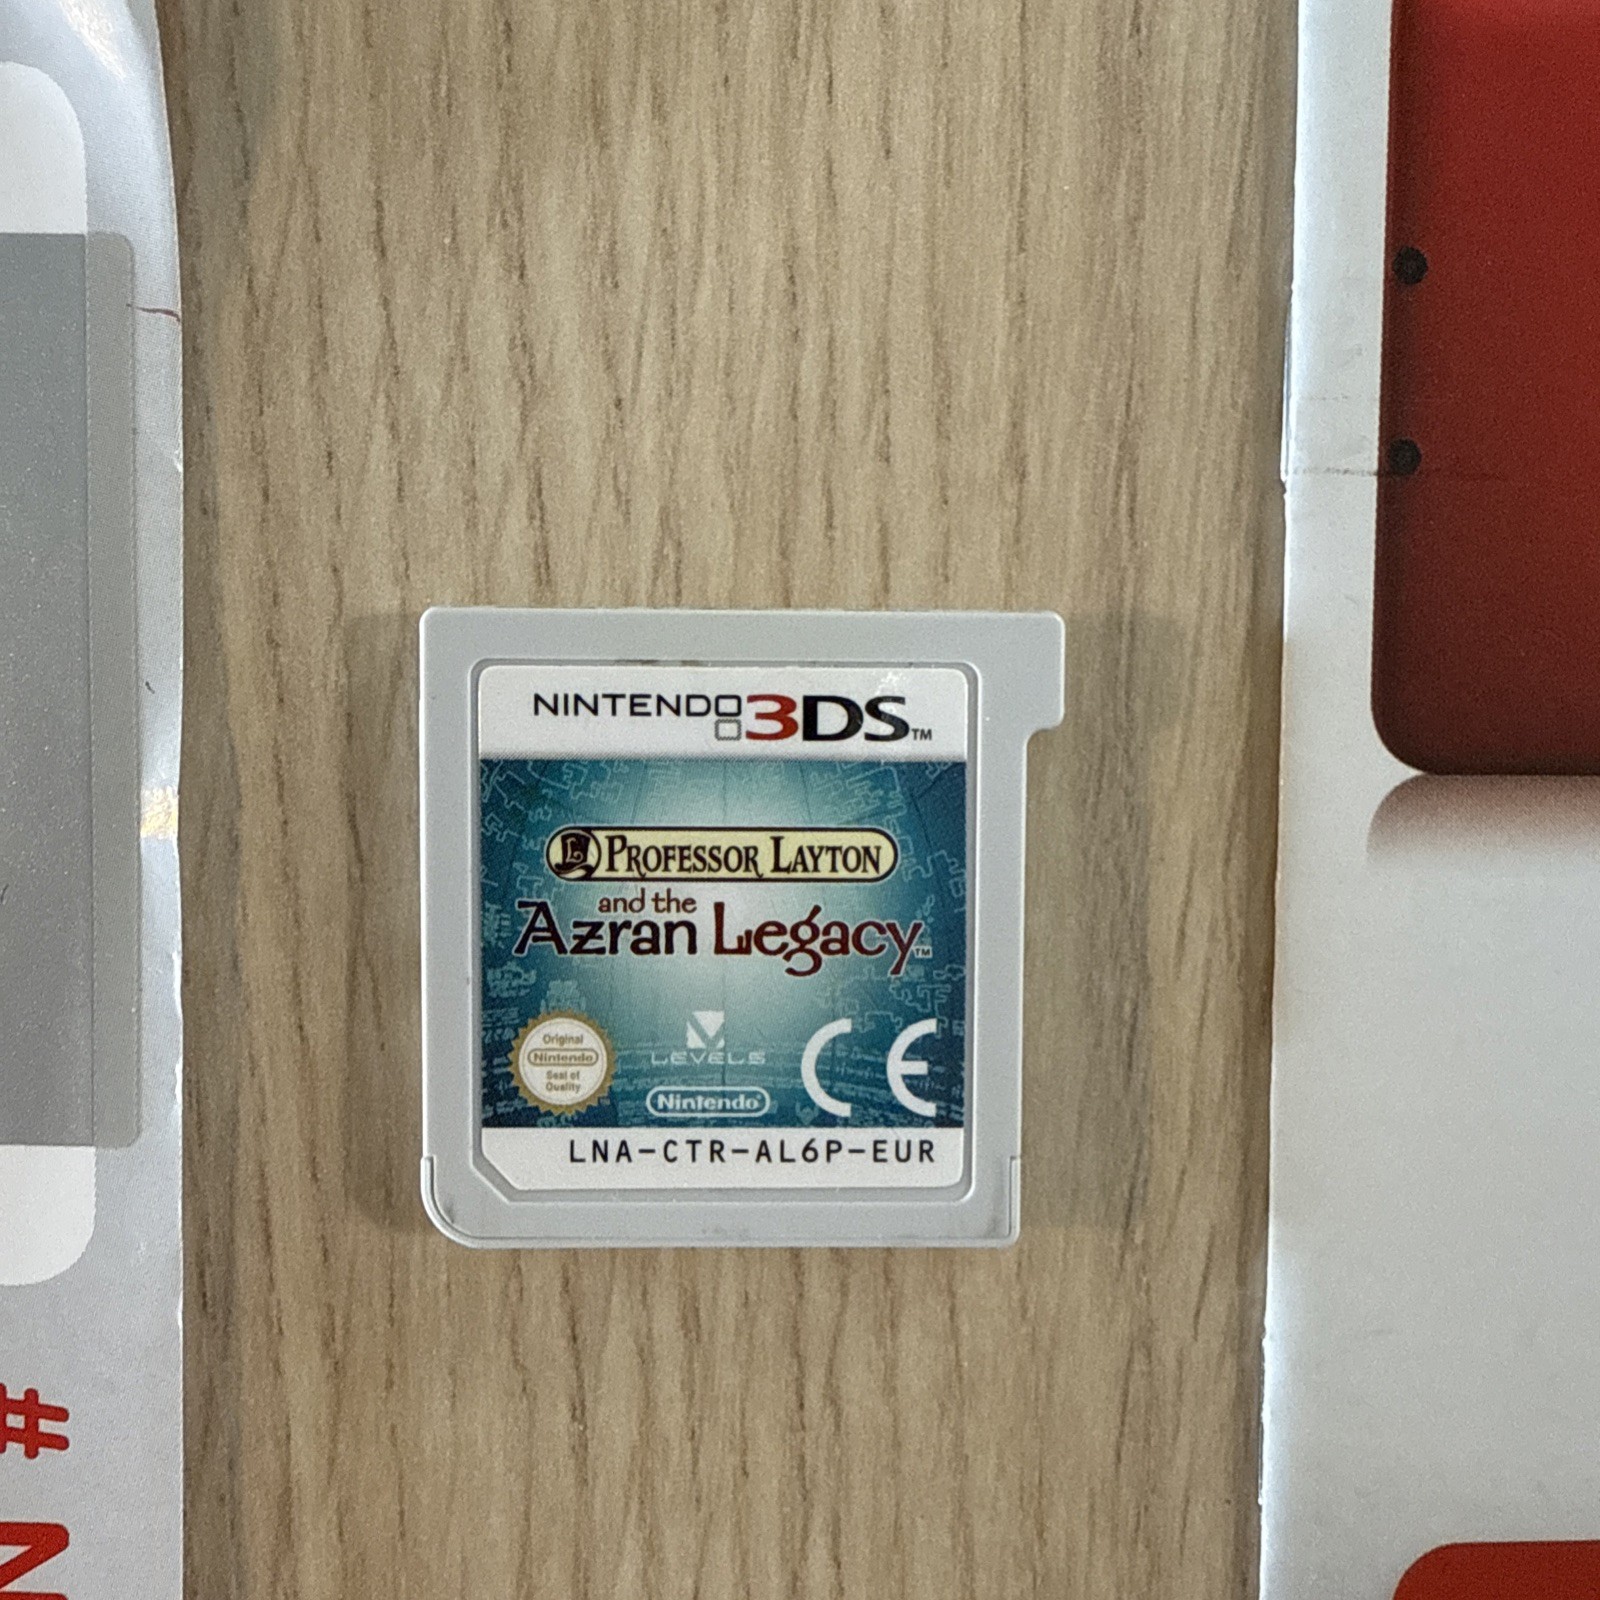 NINTENDO 3DS™
L PROFESSOR LAYTON
and the
Azran Legacy™
LEVEL5
Original
Nintendo
Seal of
Quality
™
Nintendo®
CE
LNA-CTR-AL6P-EUR
#
N